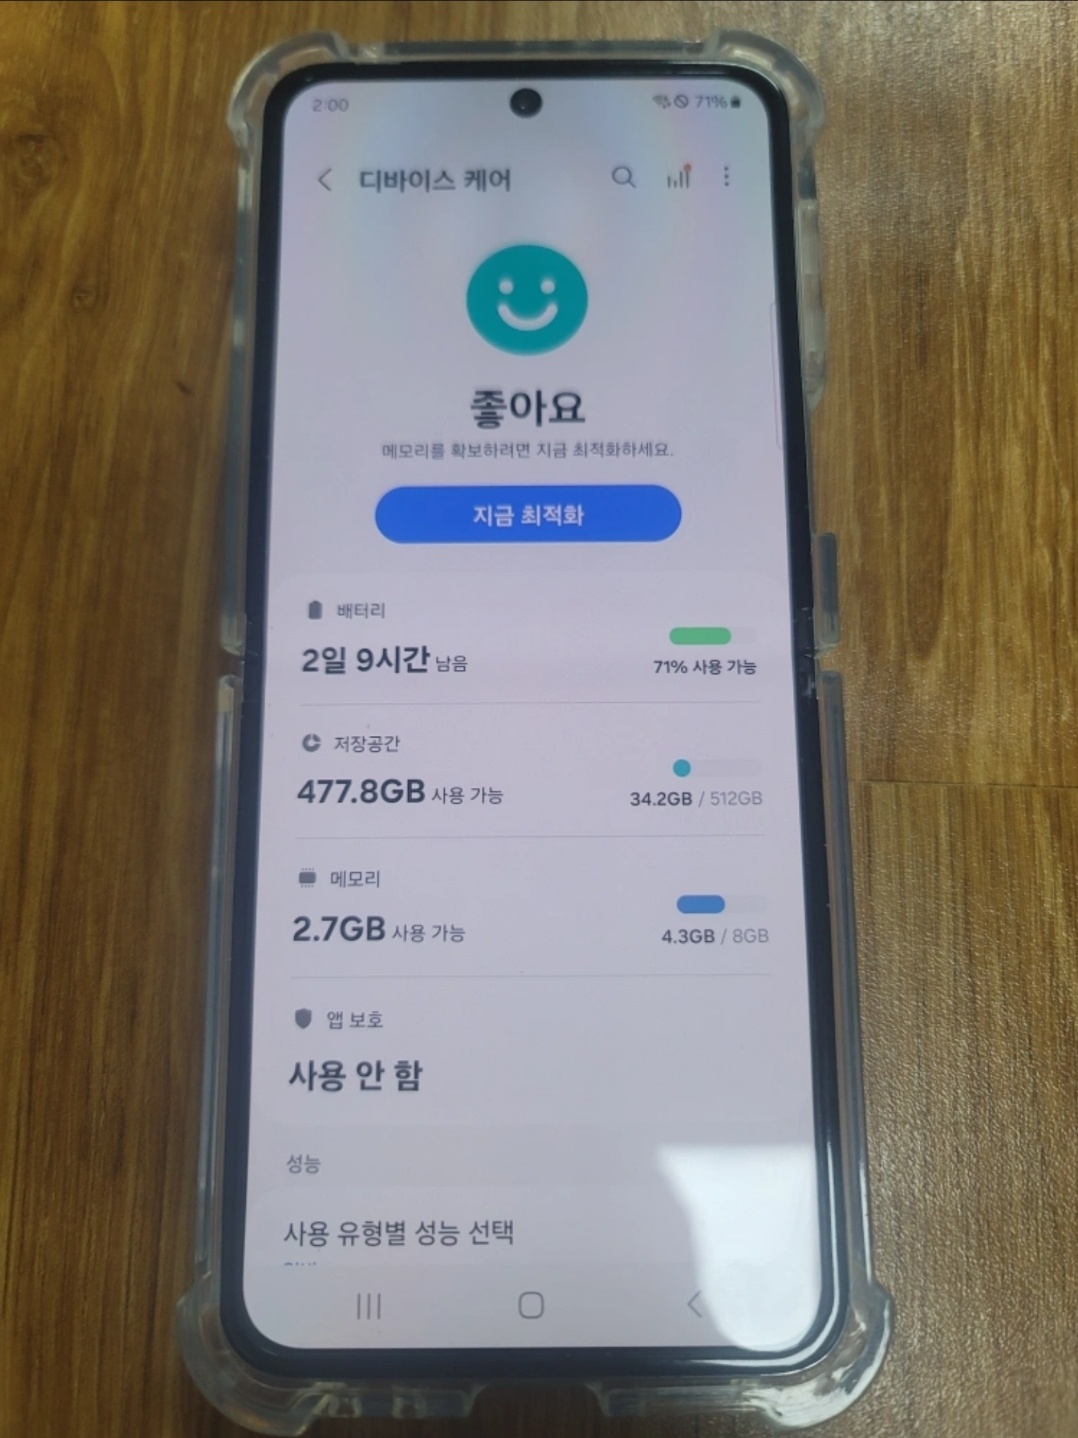 2:00 71%
디바이스 케어
좋아요
메모리를 확보하려면 지금 최적화하세요.
지금 최적화
배터리
2일 9시간 남음 71% 사용 가능
저장공간
477.8GB 사용 가능 34.2GB / 512GB
메모리
2.7GB 사용 가능 4.3GB / 8GB
앱 보호
사용 안 함
성능
사용 유형별 성능 선택